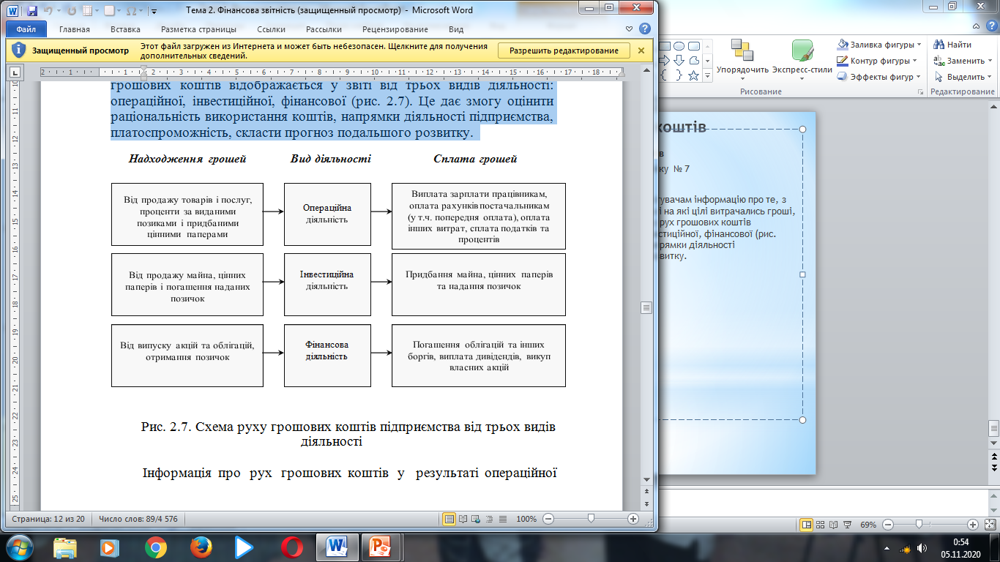 Тема 2. Фінансова звітність (защищенный просмотр) - Microsoft Word
Файл
Главная
Вставка
Разметка страницы
Ссылки
Рассылки
Рецензирование
Вид
Защищенный просмотр
Этот файл загружен из Интернета и может быть небезопасен. Щелкните для получения
дополнительных сведений.
Разрешить редактирование
грошових коштів відображається у звіті від трьох видів діяльності:
операційної, інвестиційної, фінансової (рис. 2.7). Це дає змогу оцінити
раціональність використання коштів, напрямки діяльності підприємства,
платоспроможність, скласти прогноз подальшого розвитку.
Надходження грошей
Вид діяльності
Сплата грошей
Від продажу товарів і послуг,
проценти за виданими
позиками і придбаними
цінними паперами
Операційна
діяльність
Виплата зарплати працівникам,
оплата рахунків постачальникам
(у т.ч. попередня оплата), оплата
інших витрат, сплата податків та
процентів
Від продажу майна, цінних
паперів і погашення наданих
позичок
Інвестиційна
діяльність
Придбання майна, цінних паперів
та надання позичок
Від випуску акцій та облігацій,
отримання позичок
Фінансова
діяльність
Погашення облігацій та інших
боргів, виплата дивідендів, викуп
власних акцій
Рис. 2.7. Схема руху грошових коштів підприємства від трьох видів
діяльності
Інформація про рух грошових коштів у результаті операційної
Страница: 12 из 20
Число слов: 89/4 576
100%
Упорядочить
Экспресс-стили
Заливка фигуры
Контур фигуры
Эффекты фигур
Рисование
Найти
Заменить
Выделить
Редактирование
коштів
в
ку № 7
тувачам інформацію про те, з
і на які цілі витрачались гроші,
рух грошових коштів
стиційної, фінансової (рис.
рямки діяльності
звитку.
69%
0:54
05.11.2020